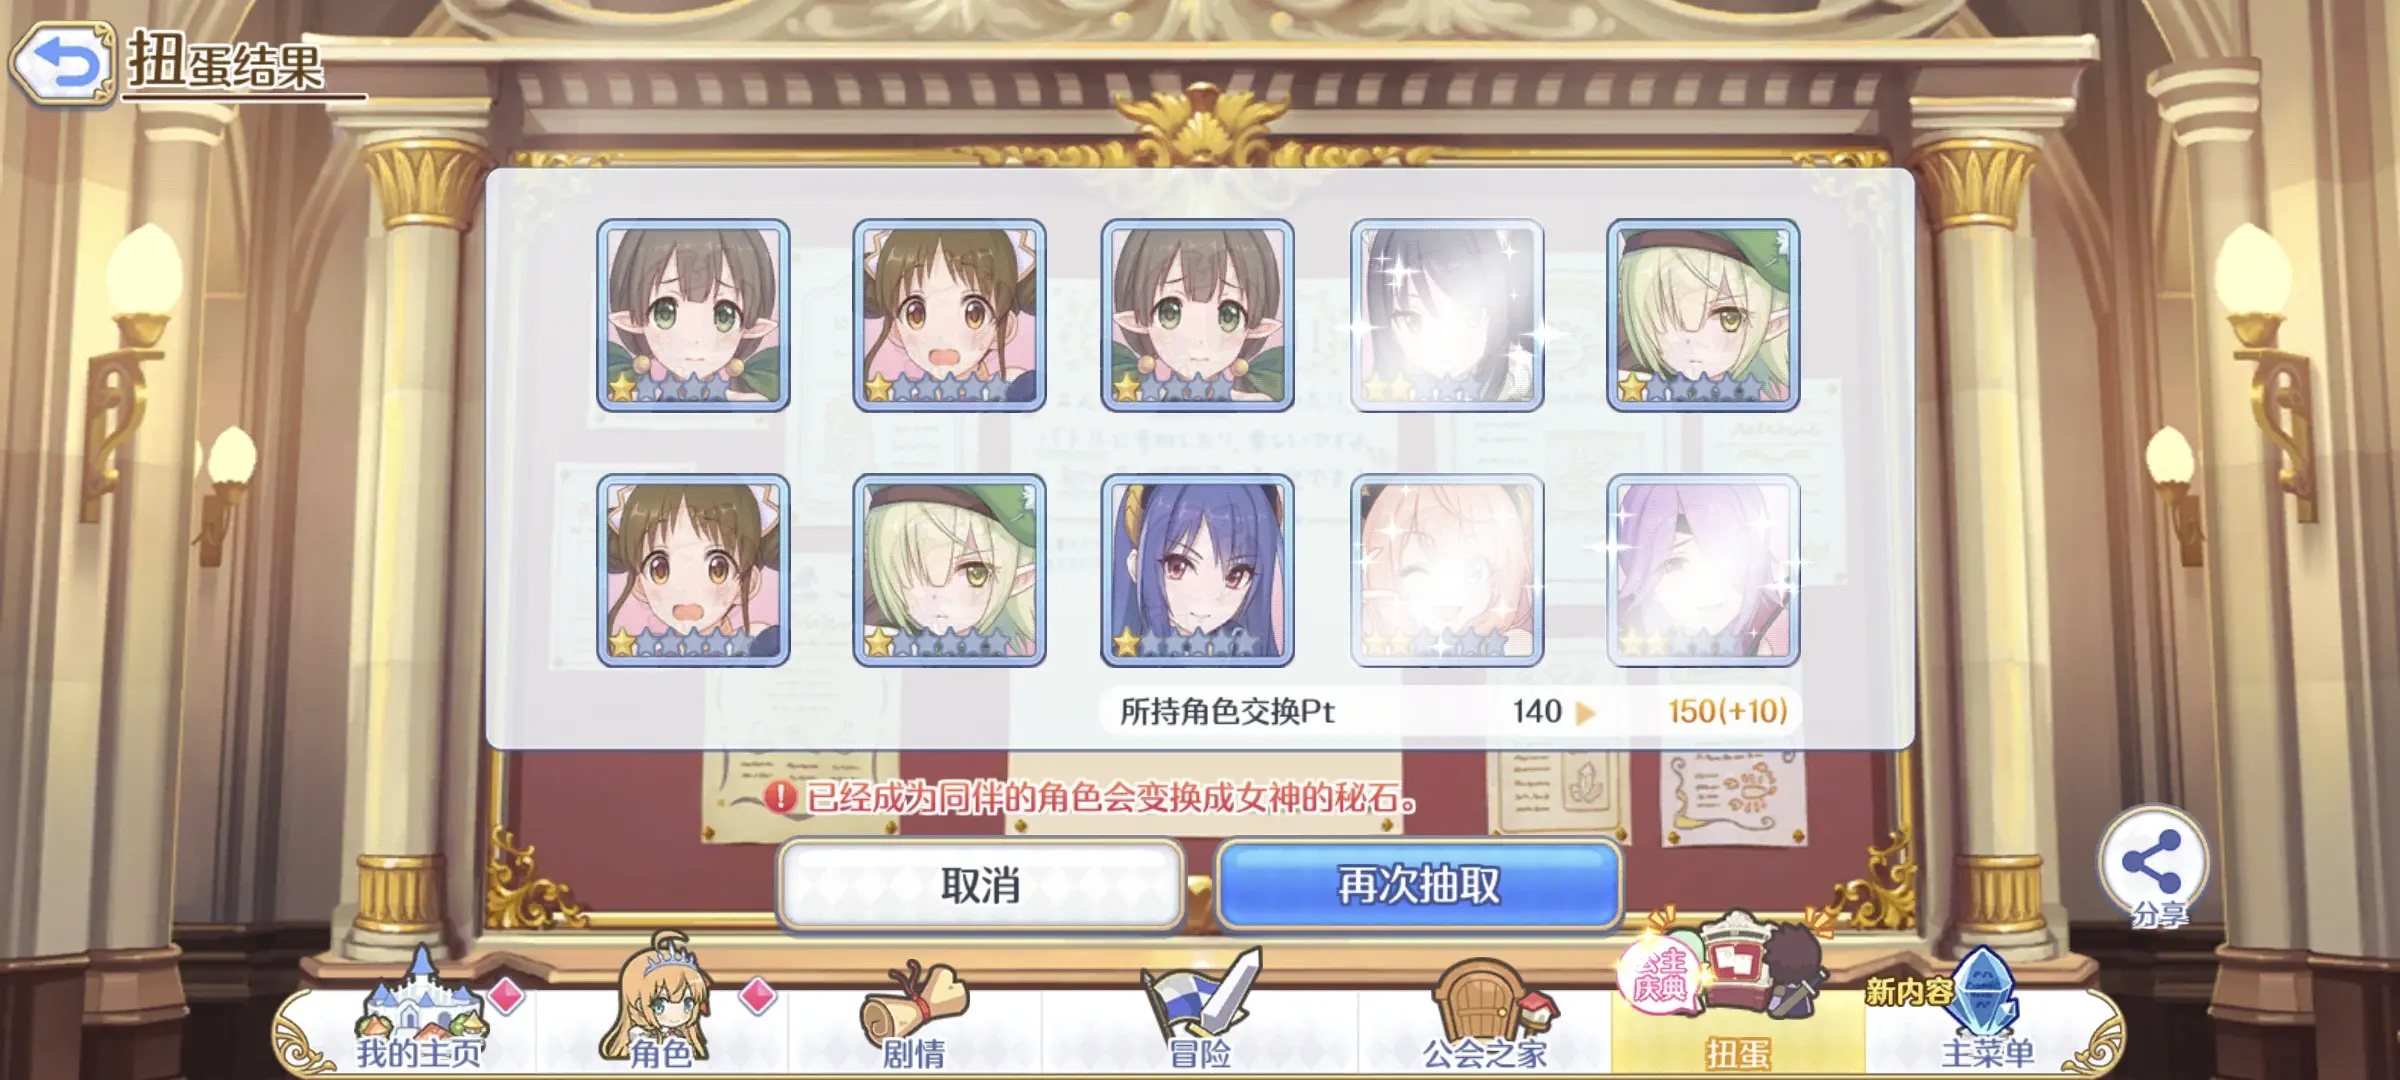 扭蛋结果
所持角色交换Pt 140 ▶ 150(+10)
已经成为同伴的角色会变换成女神的秘石。
取消
再次抽取
分享
公主
庆典
新内容
我的主页
角色
剧情
冒险
公会之家
扭蛋
主菜单